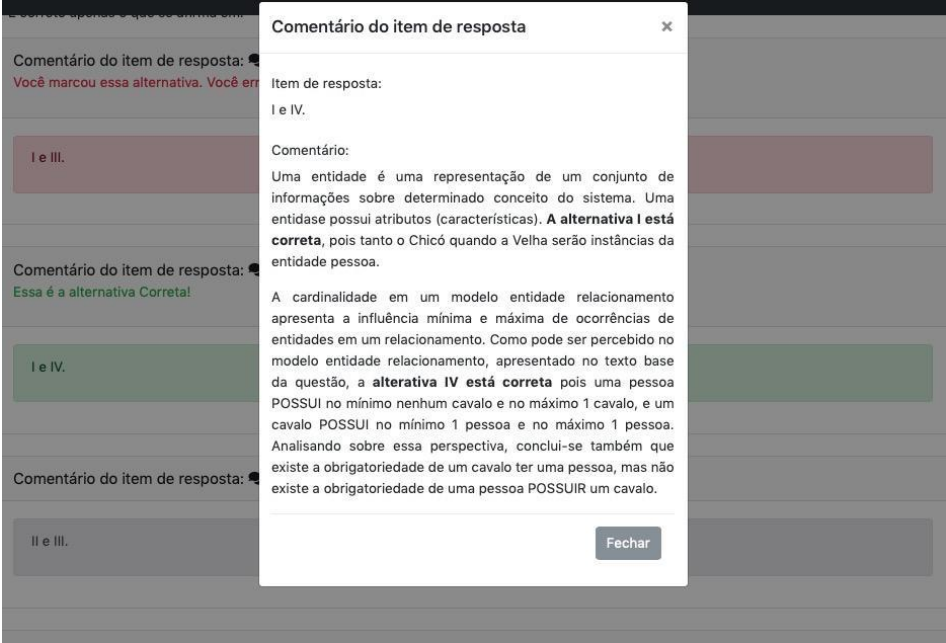 Comentário do item de resposta ×
Comentário do item de resposta:
Você marcou essa alternativa. Você err
Item de resposta:
I e IV.
I e III.
Comentário:
Uma entidade é uma representação de um conjunto de
informações sobre determinado conceito do sistema. Uma
entidase possui atributos (características). A alternativa I está
correta, pois tanto o Chicó quando a Velha serão instâncias da
entidade pessoa.
Comentário do item de resposta:
Essa é a alternativa Correta!
A cardinalidade em um modelo entidade relacionamento
apresenta a influência mínima e máxima de ocorrências de
entidades em um relacionamento. Como pode ser percebido no
modelo entidade relacionamento, apresentado no texto base
da questão, a alterativa IV está correta pois uma pessoa
POSSUI no mínimo nenhum cavalo e no máximo 1 cavalo, e um
cavalo POSSUI no mínimo 1 pessoa e no máximo 1 pessoa.
Analisando sobre essa perspectiva, conclui-se também que
existe a obrigatoriedade de um cavalo ter uma pessoa, mas não
existe a obrigatoriedade de uma pessoa POSSUIR um cavalo.
I e IV.
Comentário do item de resposta:
II e III.
Fechar